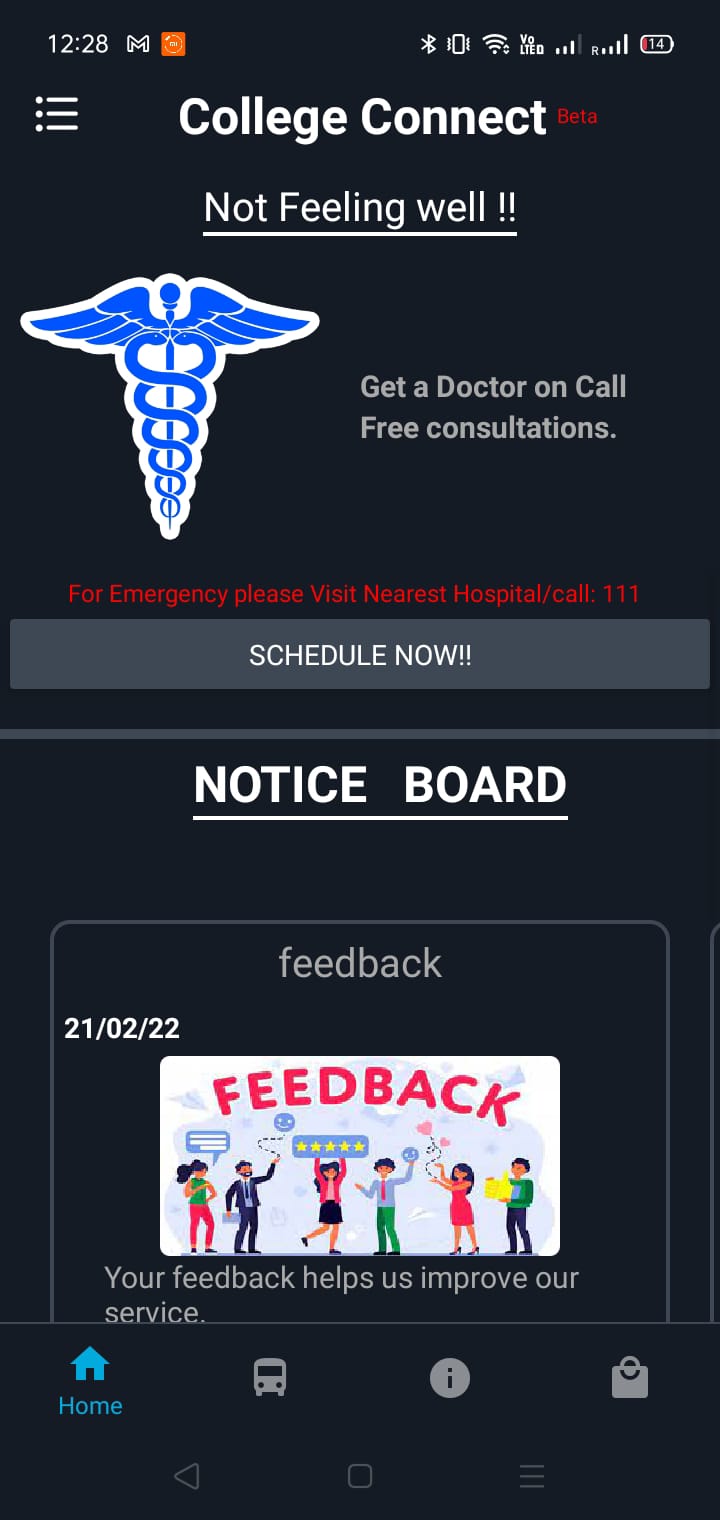 12:28
Vo
LTED
R
14
College Connect Beta
Not Feeling well !!
Get a Doctor on Call
Free consultations.
For Emergency please Visit Nearest Hospital/call: 111
SCHEDULE NOW!!
NOTICE BOARD
feedback
21/02/22
FEEDBACK
Your feedback helps us improve our
service.
Home